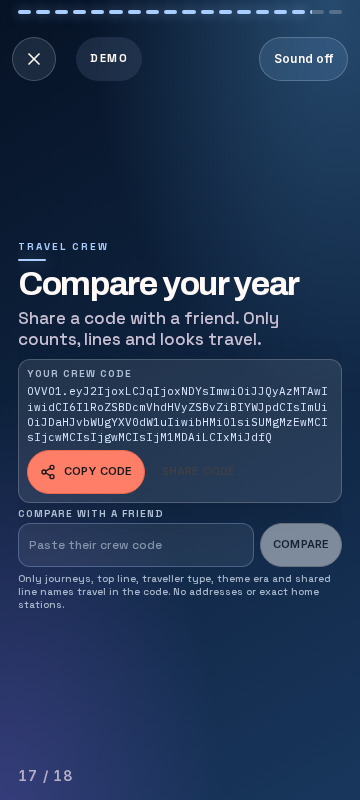 DEMO
Sound off
TRAVEL CREW
Compare your year
Share a code with a friend. Only
counts, lines and looks travel.
YOUR CREW CODE
OVVO1.eyJ2IjoxLCJqIjoxNDYsImwiOiJJQyAzMTAwI
iwidCI6IlRoZSBDcmVhdHVyZSBvZiBIYWJpdCIsImUi
OiJDaHJvbWUgYXV0dW1uIiwibHMiOlsiSUMgMzEwMCI
sIjcwMCIsIjgwMCIsIjM1MDAiLCIxMiJdfQ
COPY CODE
SHARE CODE
COMPARE WITH A FRIEND
Paste their crew code
COMPARE
Only journeys, top line, traveller type, theme era and shared
line names travel in the code. No addresses or exact home
stations.
17 / 18